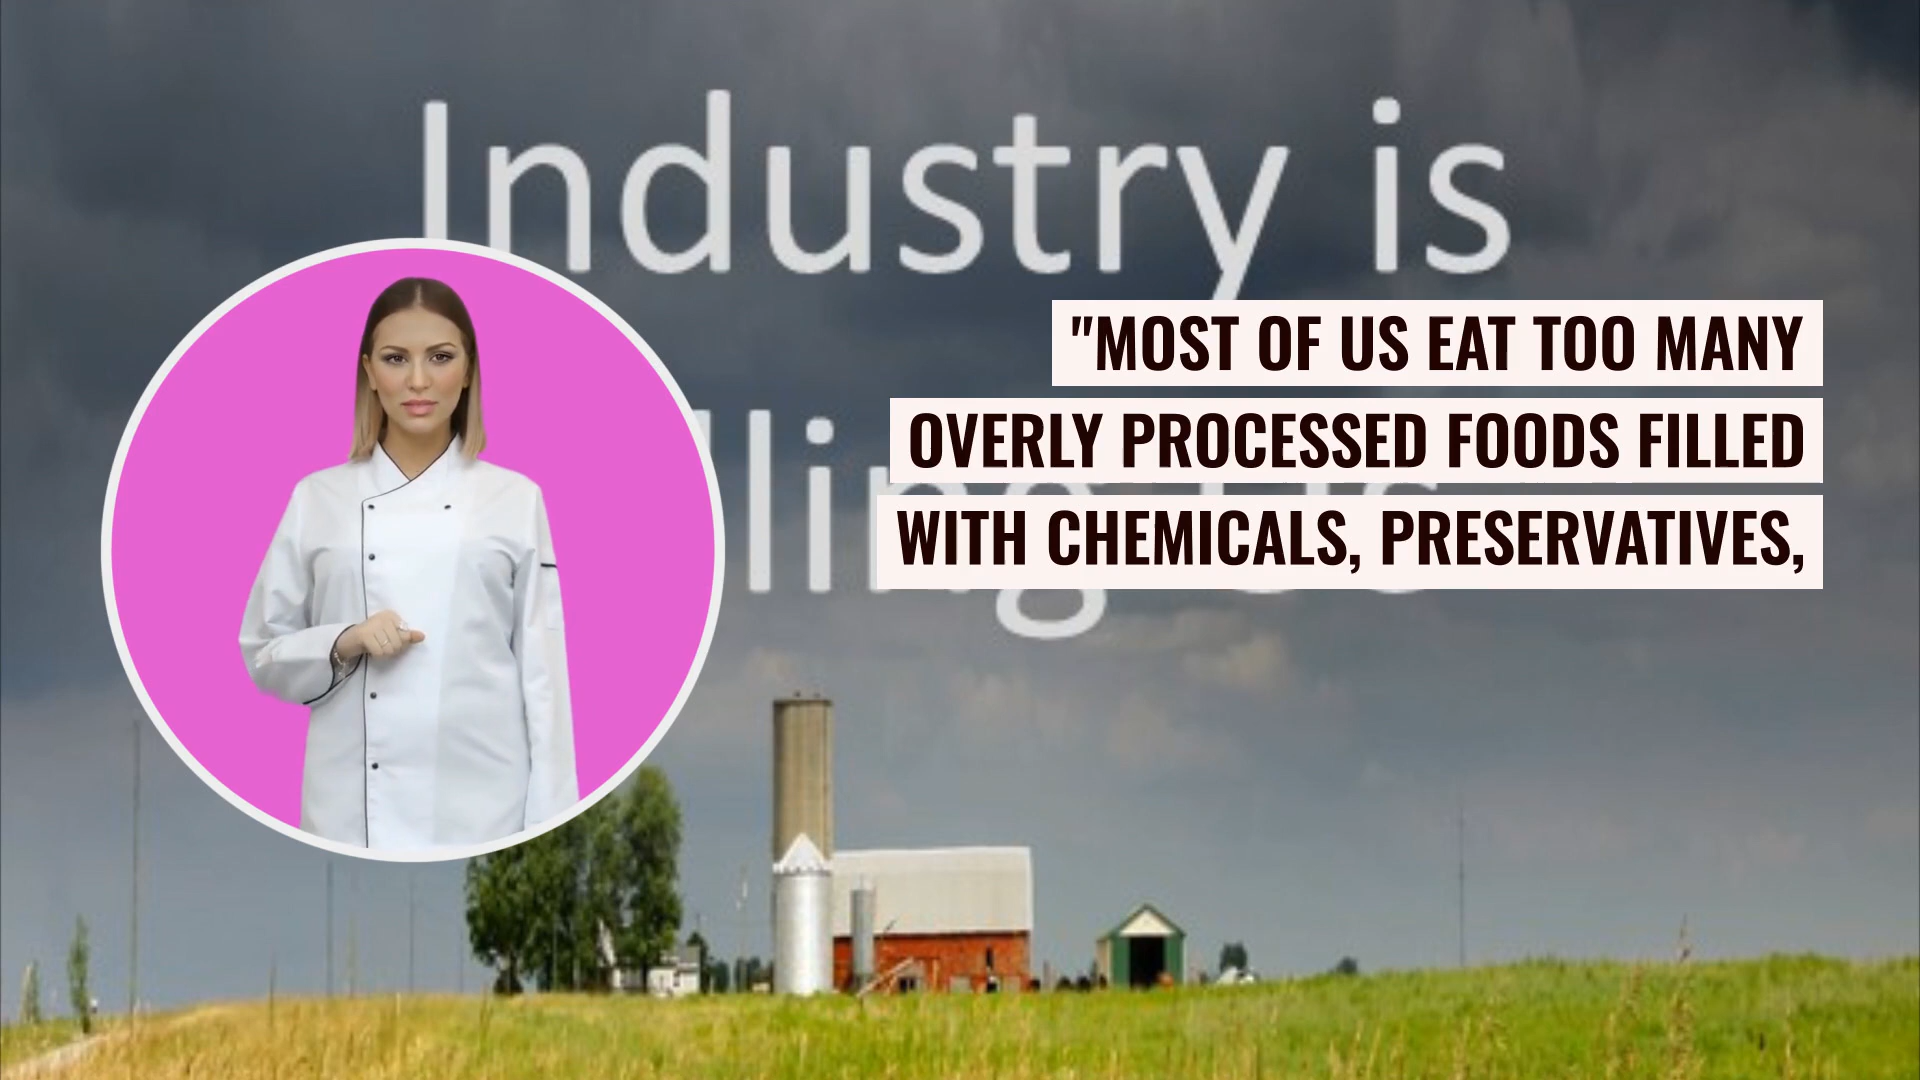 Industry is
"MOST OF US EAT TOO MANY
OVERLY PROCESSED FOODS FILLED
WITH CHEMICALS, PRESERVATIVES,